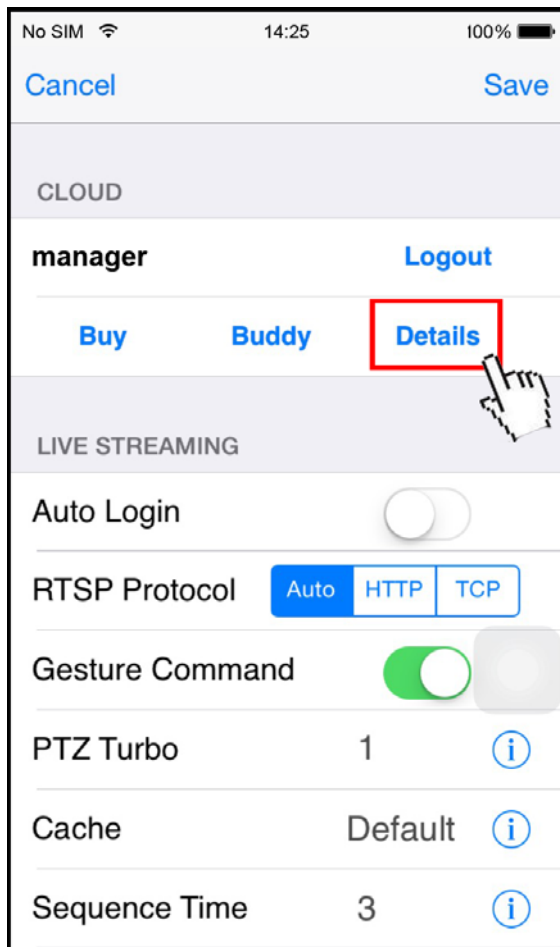 No SIM 14:25 100%
Cancel Save
CLOUD
manager Logout
Buy Buddy Details
LIVE STREAMING
Auto Login
RTSP Protocol Auto HTTP TCP
Gesture Command
PTZ Turbo 1 i
Cache Default i
Sequence Time 3 i